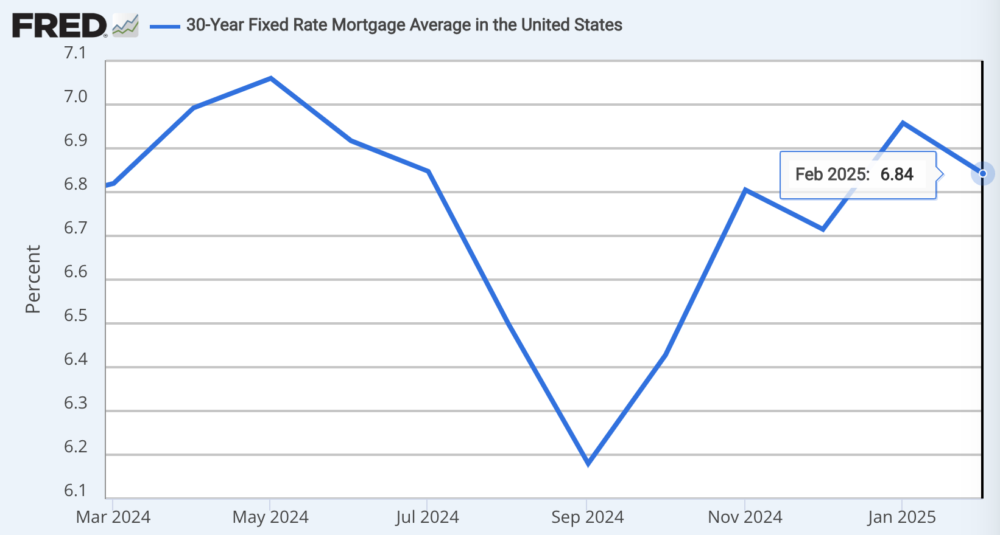 FRED®
30-Year Fixed Rate Mortgage Average in the United States
7.1
7.0
6.9
6.8
6.7
6.6
6.5
6.4
6.3
6.2
6.1
Percent
Feb 2025: 6.84
Mar 2024 May 2024 Jul 2024 Sep 2024 Nov 2024 Jan 2025